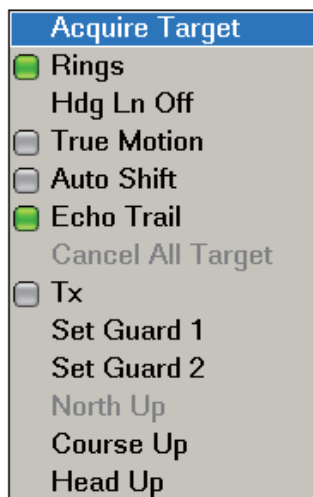 Acquire Target
Rings
Hdg Ln Off
True Motion
Auto Shift
Echo Trail
Cancel All Target
Tx
Set Guard 1
Set Guard 2
North Up
Course Up
Head Up